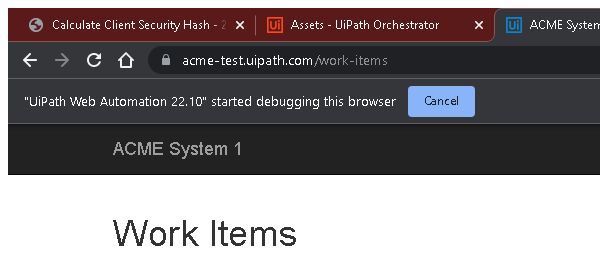 Calculate Client Security Hash - 2
Ui Assets - UiPath Orchestrator
Ui ACME System
acme-test.uipath.com/work-items
"UiPath Web Automation 22.10" started debugging this browser Cancel
ACME System 1
Work Items